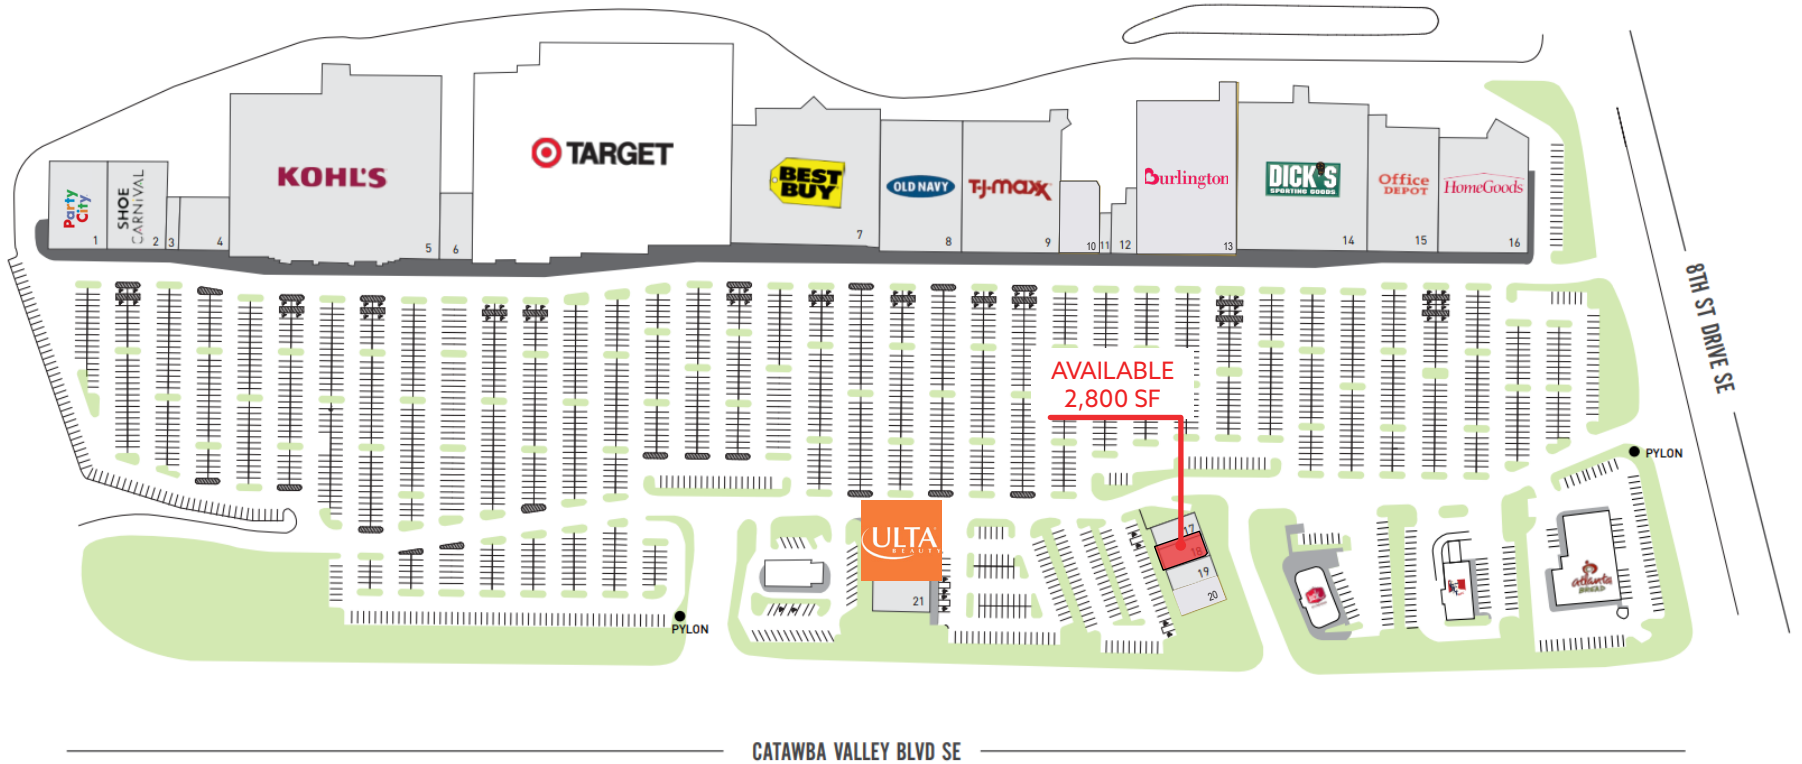 Party
City
SHOE
CARNIVAL
KOHL'S
TARGET
BEST
BUY
OLD NAVY
T•J•maxx
Burlington
DICK'S
SPORTING GOODS
Office
DEPOT
HomeGoods
1
2
3
4
5
6
7
8
9
10
11
12
13
14
15
16
8TH ST DRIVE SE
AVAILABLE
2,800 SF
PYLON
ULTA
BEAUTY
17
18
19
20
21
atlanta
BREAD
PYLON
CATAWBA VALLEY BLVD SE